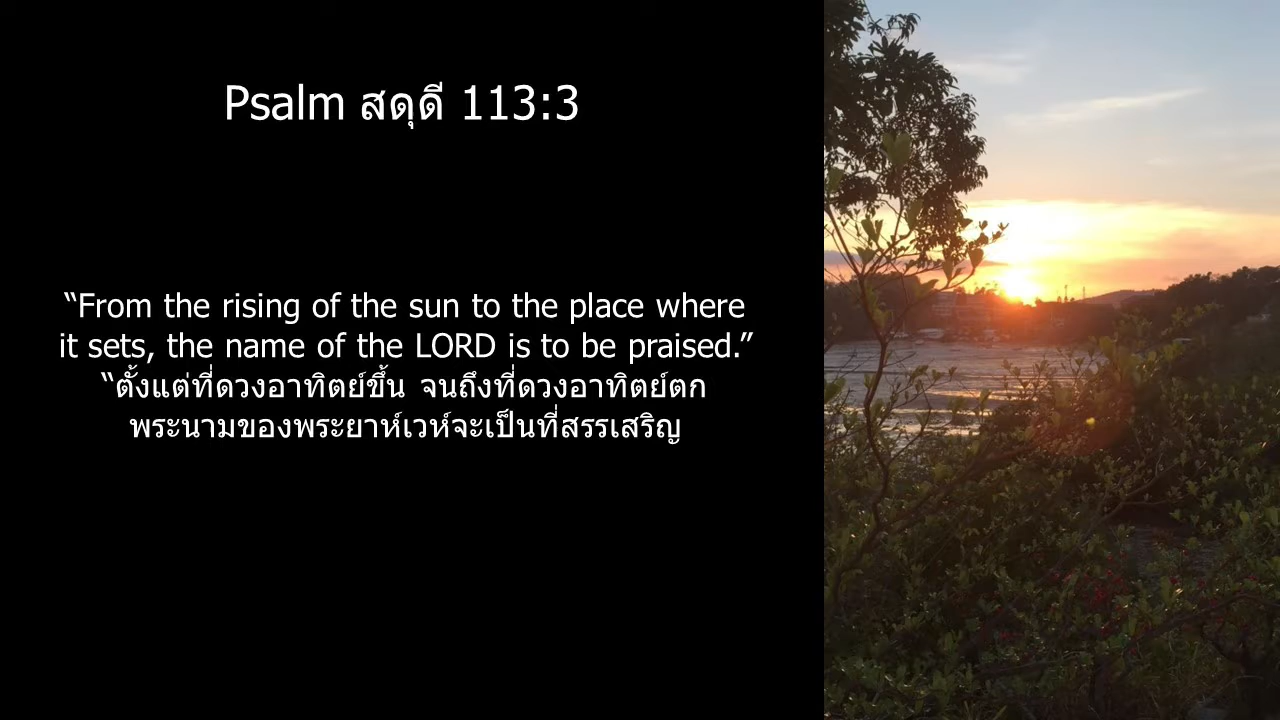 Psalm สดุดี 113:3
“From the rising of the sun to the place where
it sets, the name of the LORD is to be praised.”
“ตั้งแต่ที่ดวงอาทิตย์ขึ้น จนถึงที่ดวงอาทิตย์ตก
พระนามของพระยาห์เวห์จะเป็นที่สรรเสริญ